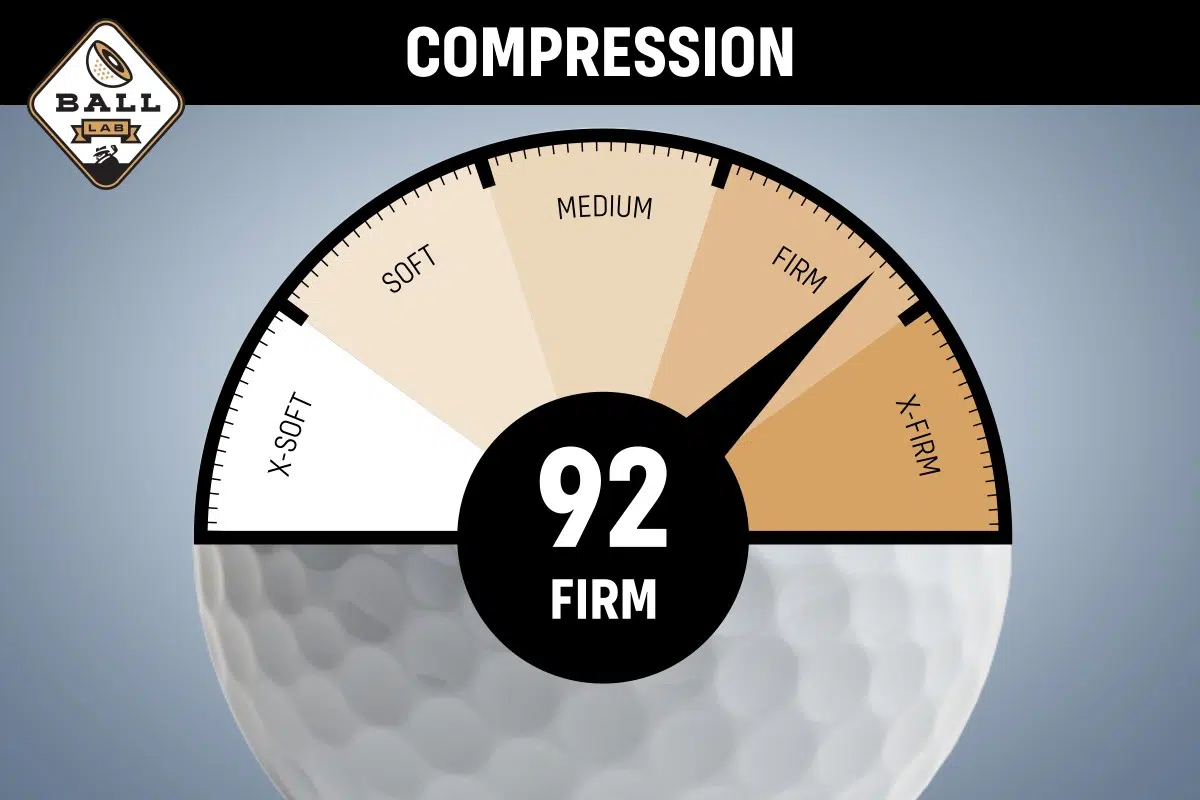 COMPRESSION
BALL
LAB
X-SOFT
SOFT
MEDIUM
FIRM
X-FIRM
92
FIRM